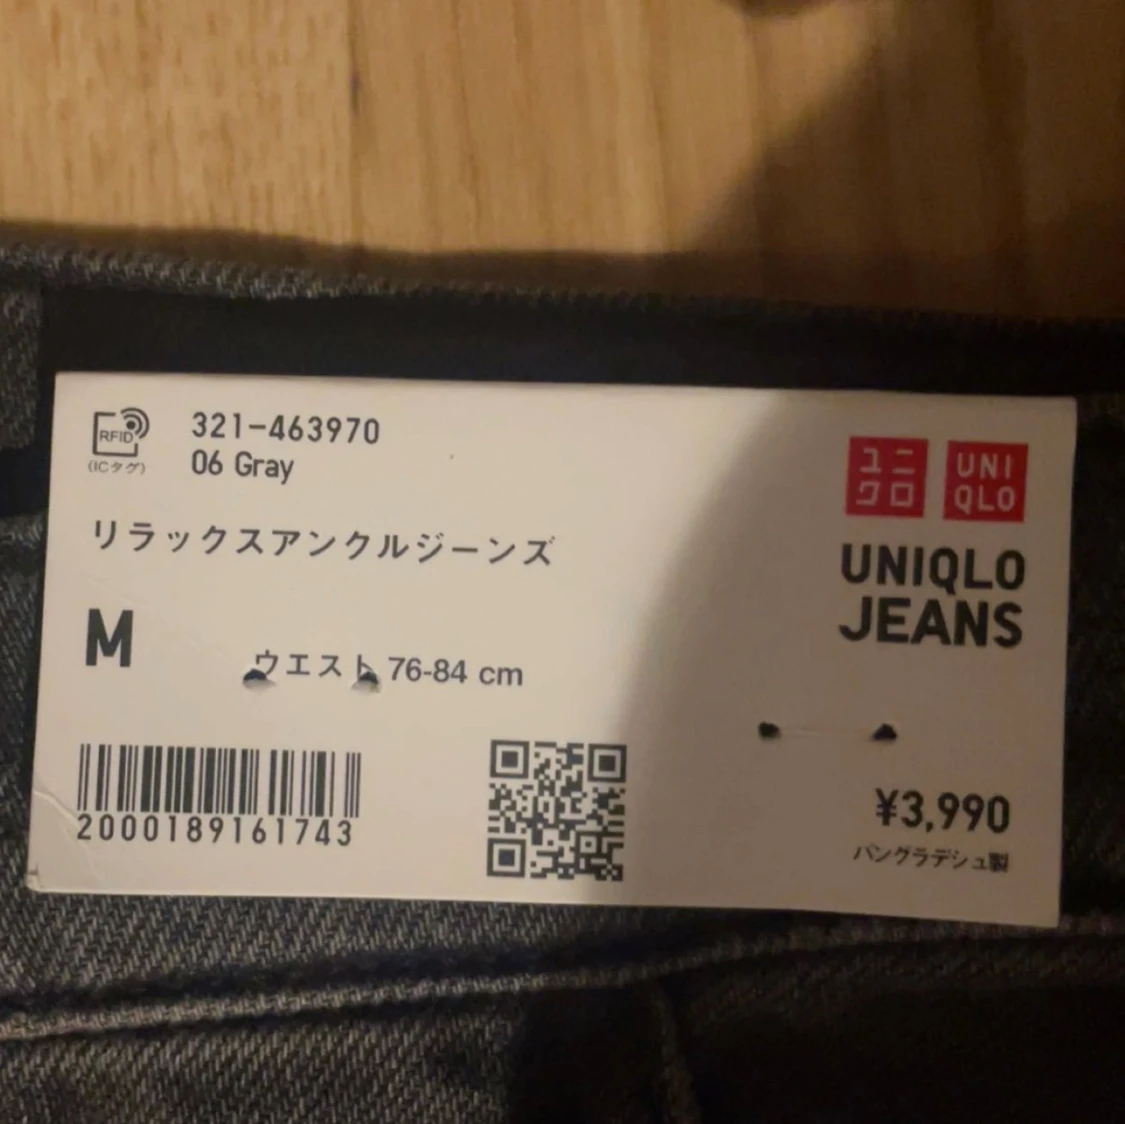 RFID
(ICタグ)
321-463970
06 Gray
リラックスアンクルジーンズ
M
ウエスト 76-84 cm
2000189161743
ユニ
クロ
UNI
QLO
UNIQLO
JEANS
¥3,990
バングラデシュ製